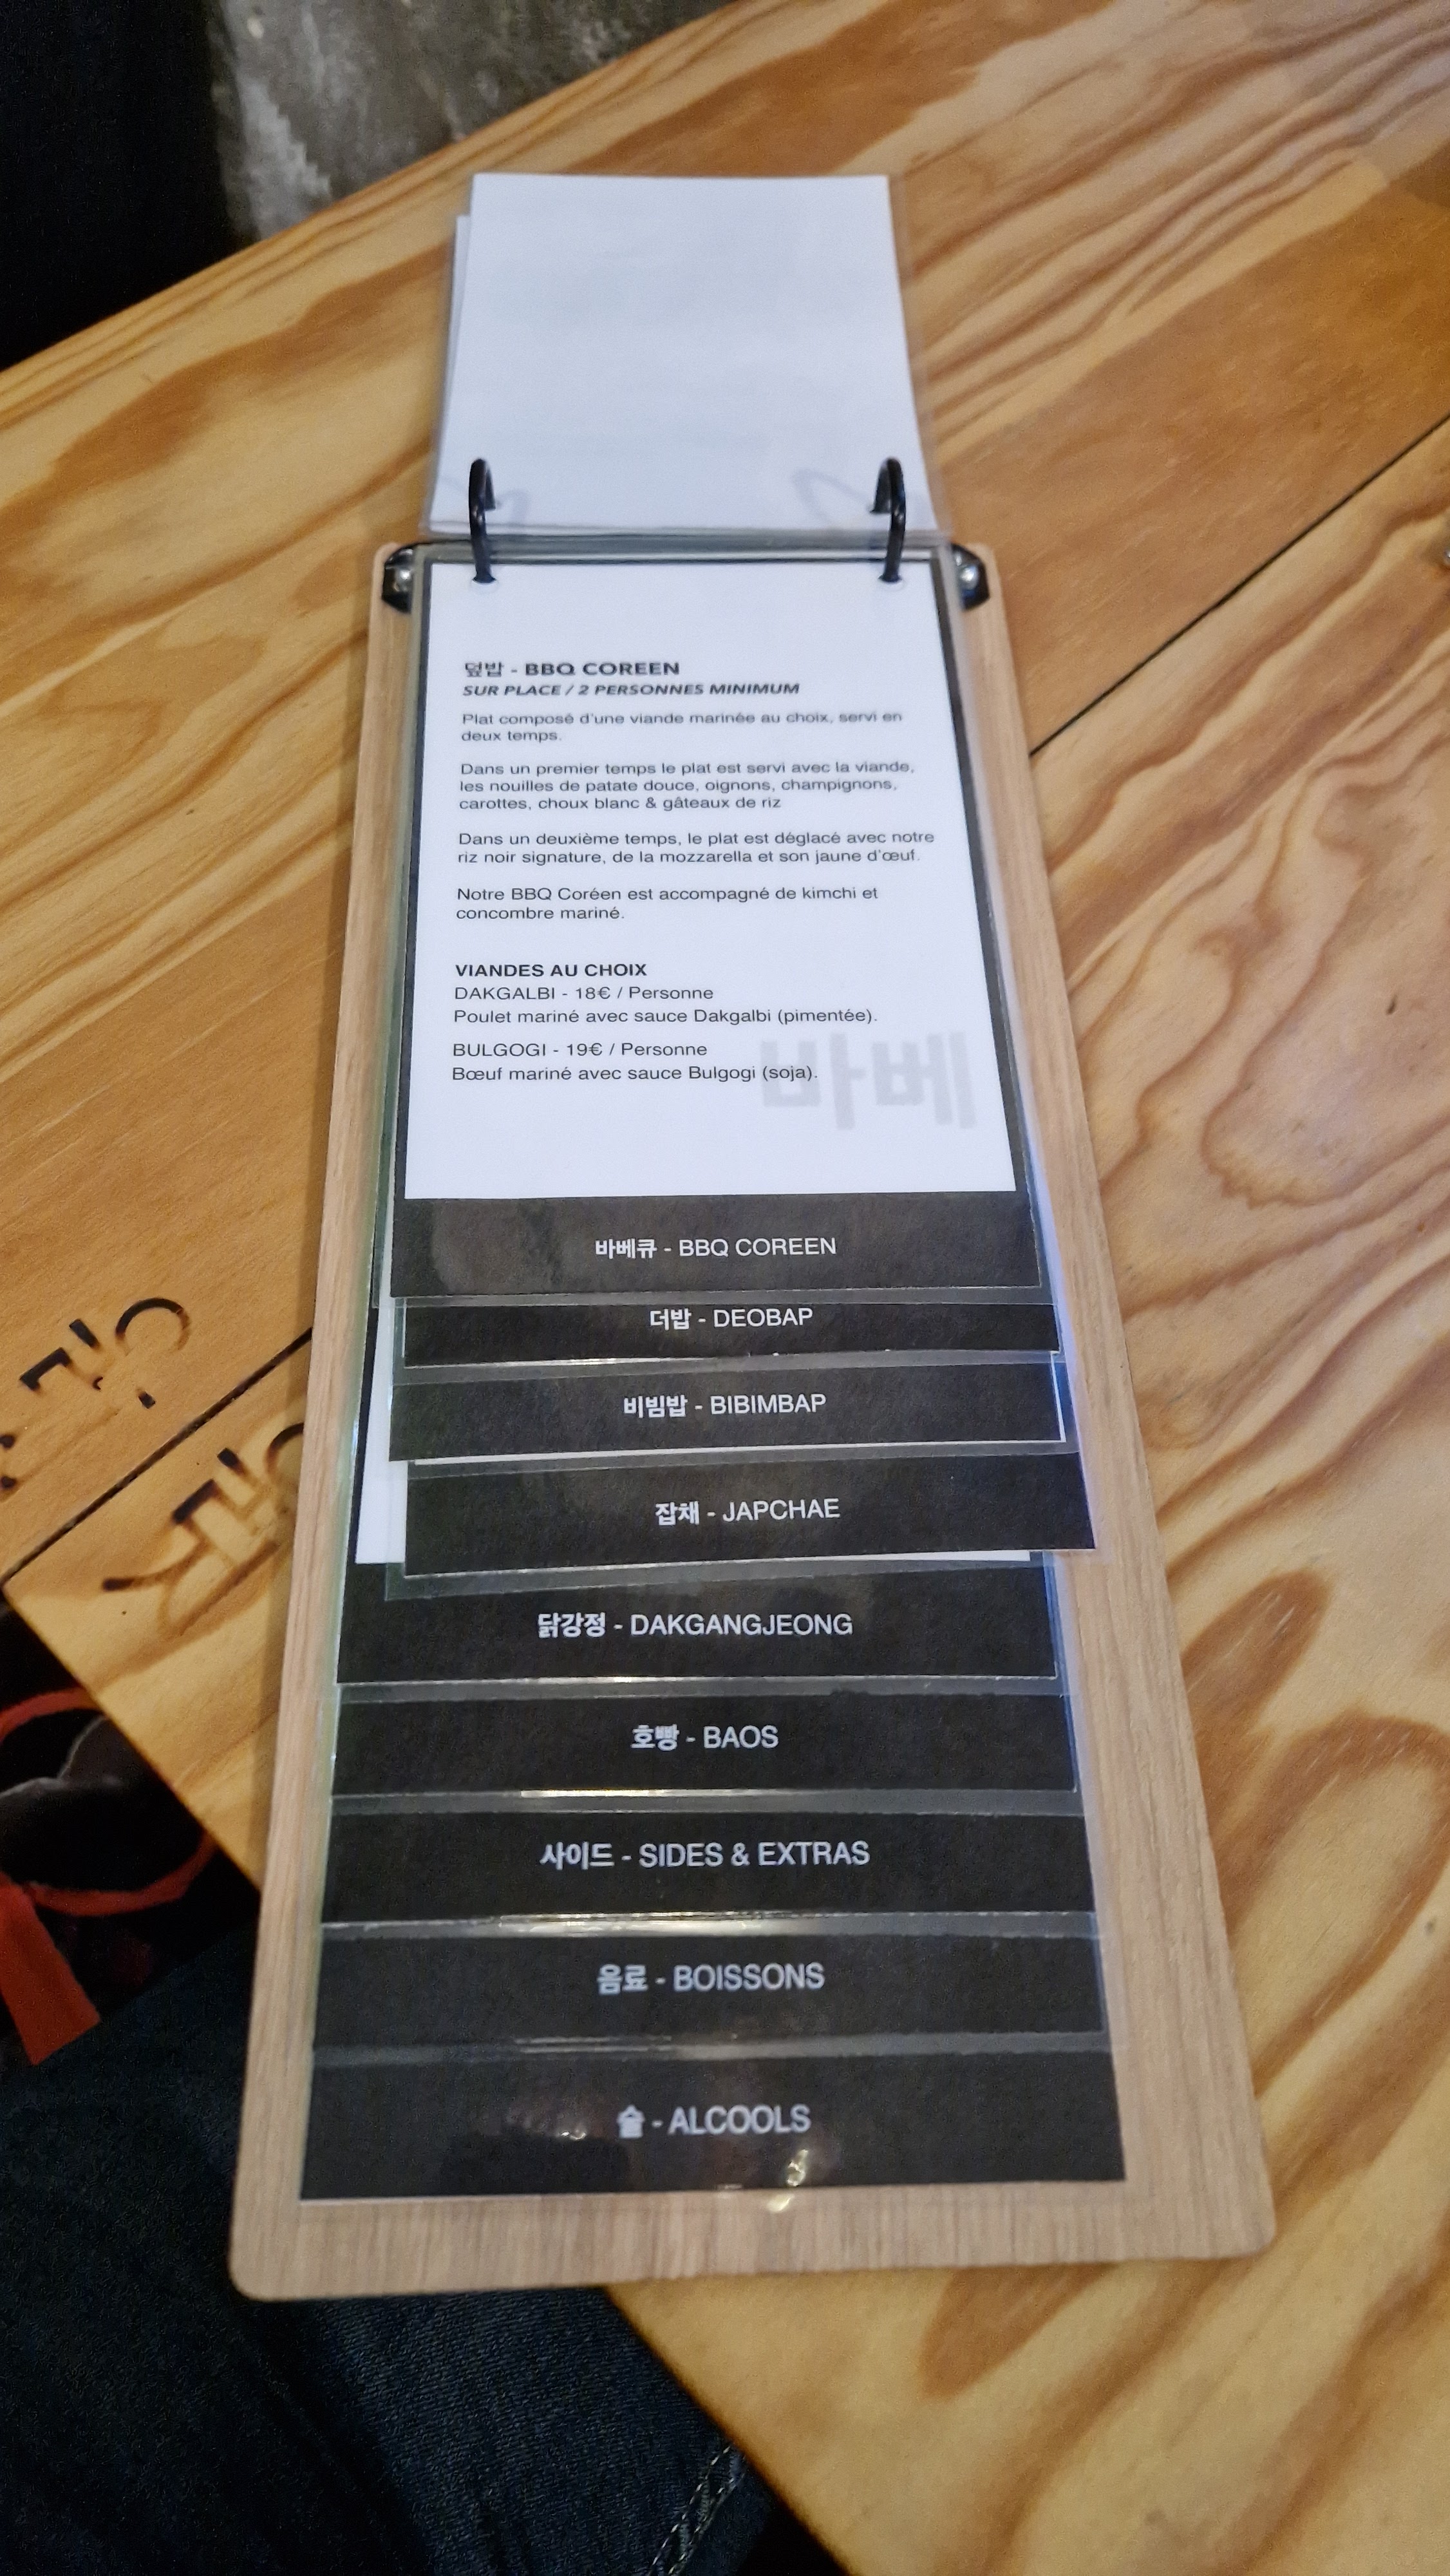 덮밥 - BBQ COREEN
SUR PLACE / 2 PERSONNES MINIMUM
Plat composé d'une viande marinée au choix, servi en
deux temps.
Dans un premier temps le plat est servi avec la viande,
les nouilles de patate douce, oignons, champignons,
carottes, choux blanc & gâteaux de riz
Dans un deuxième temps, le plat est déglacé avec notre
riz noir signature, de la mozzarella et son jaune d'œuf.
Notre BBQ Coréen est accompagné de kimchi et
concombre mariné.
VIANDES AU CHOIX
DAKGALBI - 18€ / Personne
Poulet mariné avec sauce Dakgalbi (pimentée).
BULGOGI - 19€ / Personne
Bœuf mariné avec sauce Bulgogi (soja).
바베
바베큐 - BBQ COREEN
더밥 - DEOBAP
비빔밥 - BIBIMBAP
잡채 - JAPCHAE
닭강정 - DAKGANGJEONG
호빵 - BAOS
사이드 - SIDES & EXTRAS
음료 - BOISSONS
술 - ALCOOLS